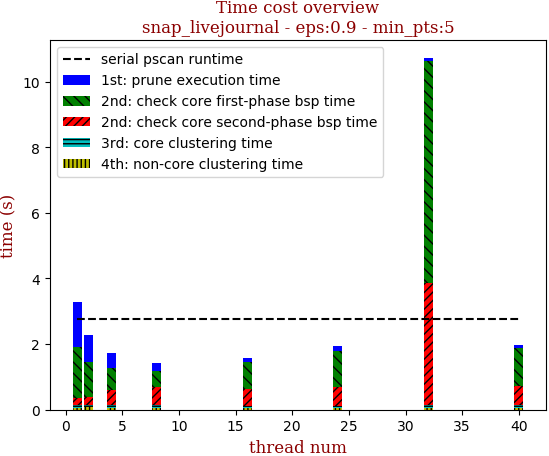 Time cost overview
snap_livejournal - eps:0.9 - min_pts:5
serial pscan runtime
1st: prune execution time
2nd: check core first-phase bsp time
2nd: check core second-phase bsp time
3rd: core clustering time
4th: non-core clustering time
time (s)
10
8
6
4
2
0
0 5 10 15 20 25 30 35 40
thread num